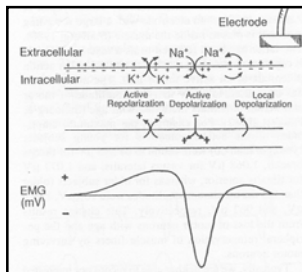 Electrode
Extracellular
Na⁺ Na⁺
+ + + + + + + +
- - - - - - - -
Intracellular
K⁺ K⁺
Active Repolarization
Active Depolarization
Local Depolarization
+ - +
+ + +
EMG (mV)
+
−